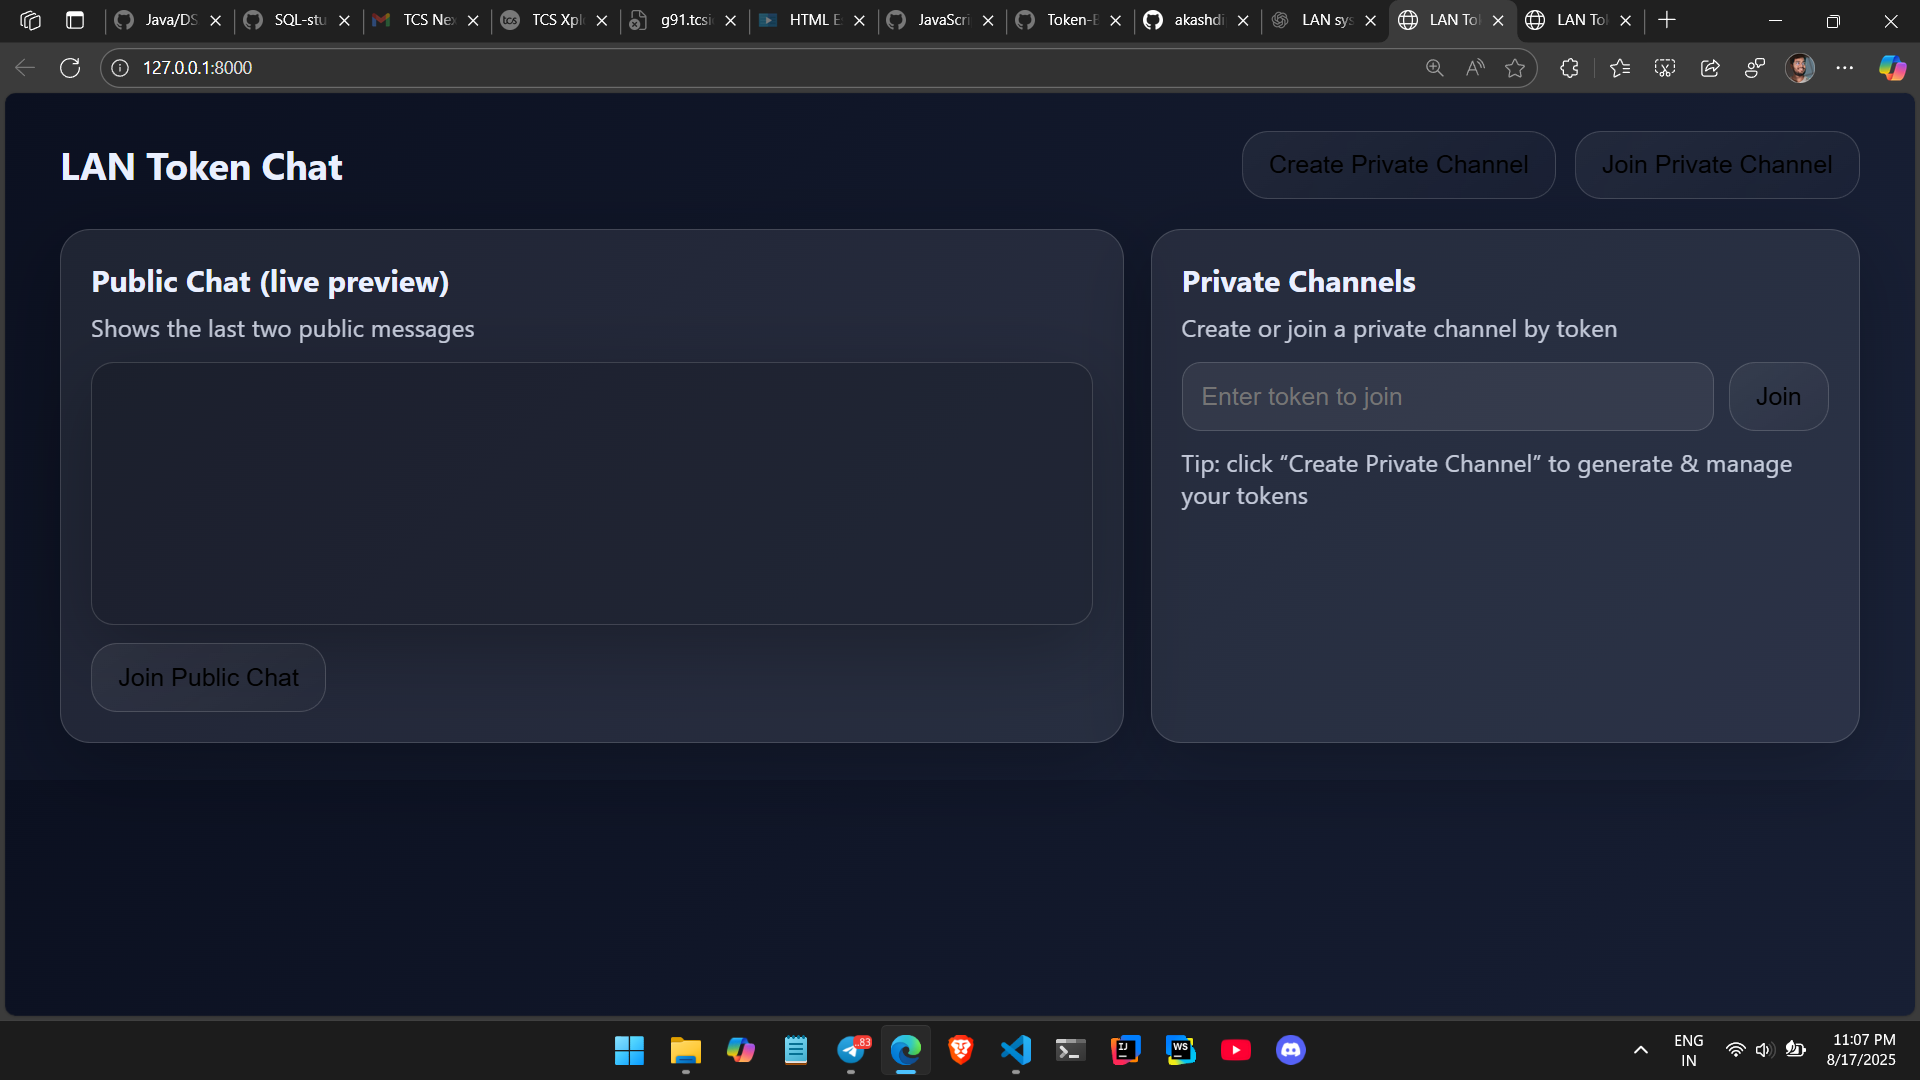 Java/DS
SQL-stu
TCS Nex
TCS Xplo
g91.tcsi
HTML E
JavaScri
Token-B
akashdi
LAN sys
LAN Tok
LAN Tok
127.0.0.1:8000
LAN Token Chat
Create Private Channel
Join Private Channel
Public Chat (live preview)
Shows the last two public messages
Join Public Chat
Private Channels
Create or join a private channel by token
Enter token to join
Join
Tip: click “Create Private Channel” to generate & manage
your tokens
..83
ENG
IN
11:07 PM
8/17/2025